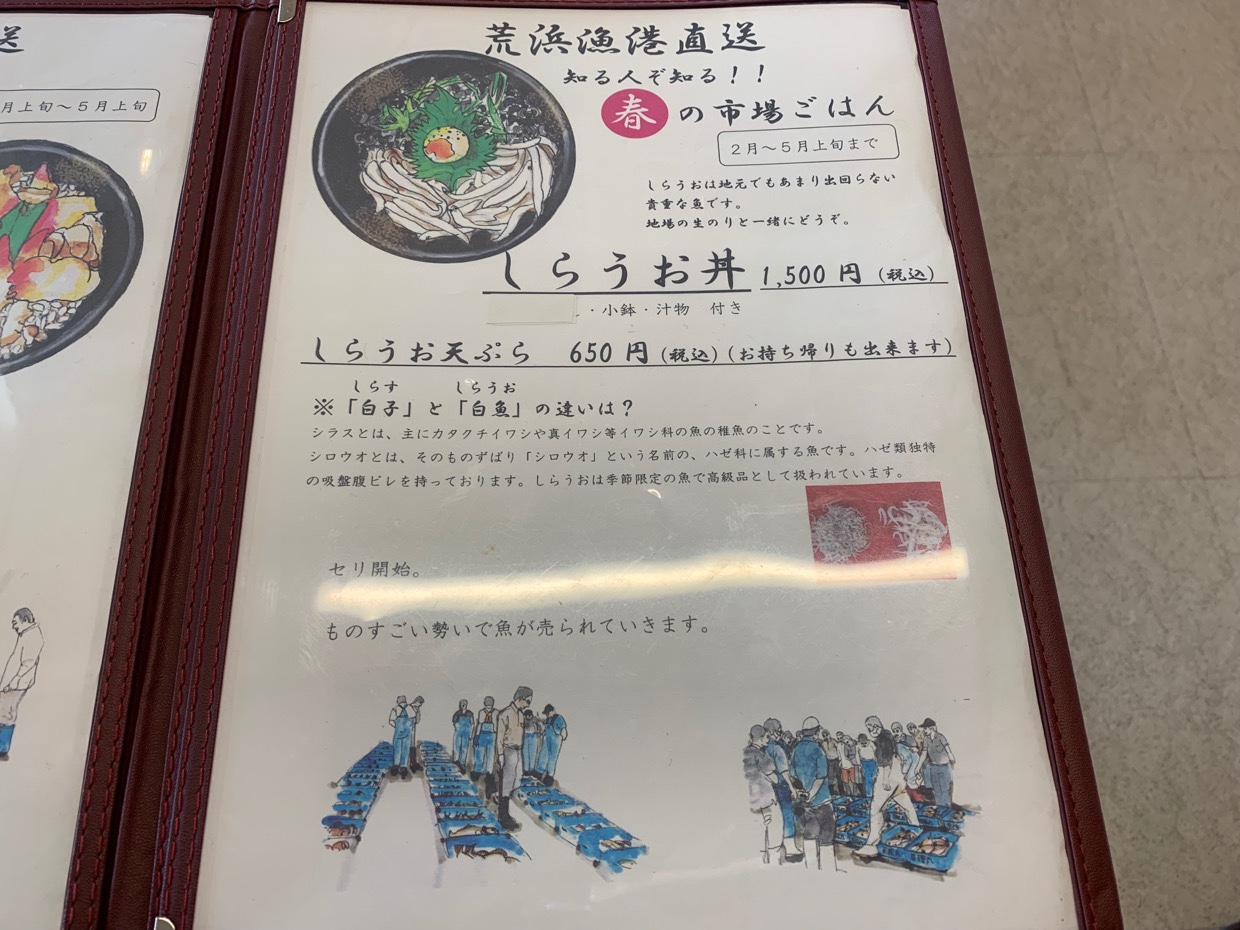 送
月上旬～5月上旬
荒浜漁港直送
知る人ぞ知る！！
春の市場ごはん
2月～5月上旬まで
しらうおは地元でもあまり出回らない
貴重な魚です。
地場の生のりと一緒にどうぞ。
しらうお丼 1,500円（税込）
・小鉢・汁物 付き
しらうお天ぷら 650円（税込）（お持ち帰りも出来ます）
しらす しらうお
※「白子」と「白魚」の違いは？
シラスとは、主にカタクチイワシや真イワシ等イワシ科の魚の稚魚のことです。
シロウオとは、そのものずばり「シロウオ」という名前の、ハゼ科に属する魚です。ハゼ類独特
の吸盤腹ビレを持っております。しらうおは季節限定の魚で高級品として扱われています。
セリ開始。
ものすごい勢いで魚が売られていきます。